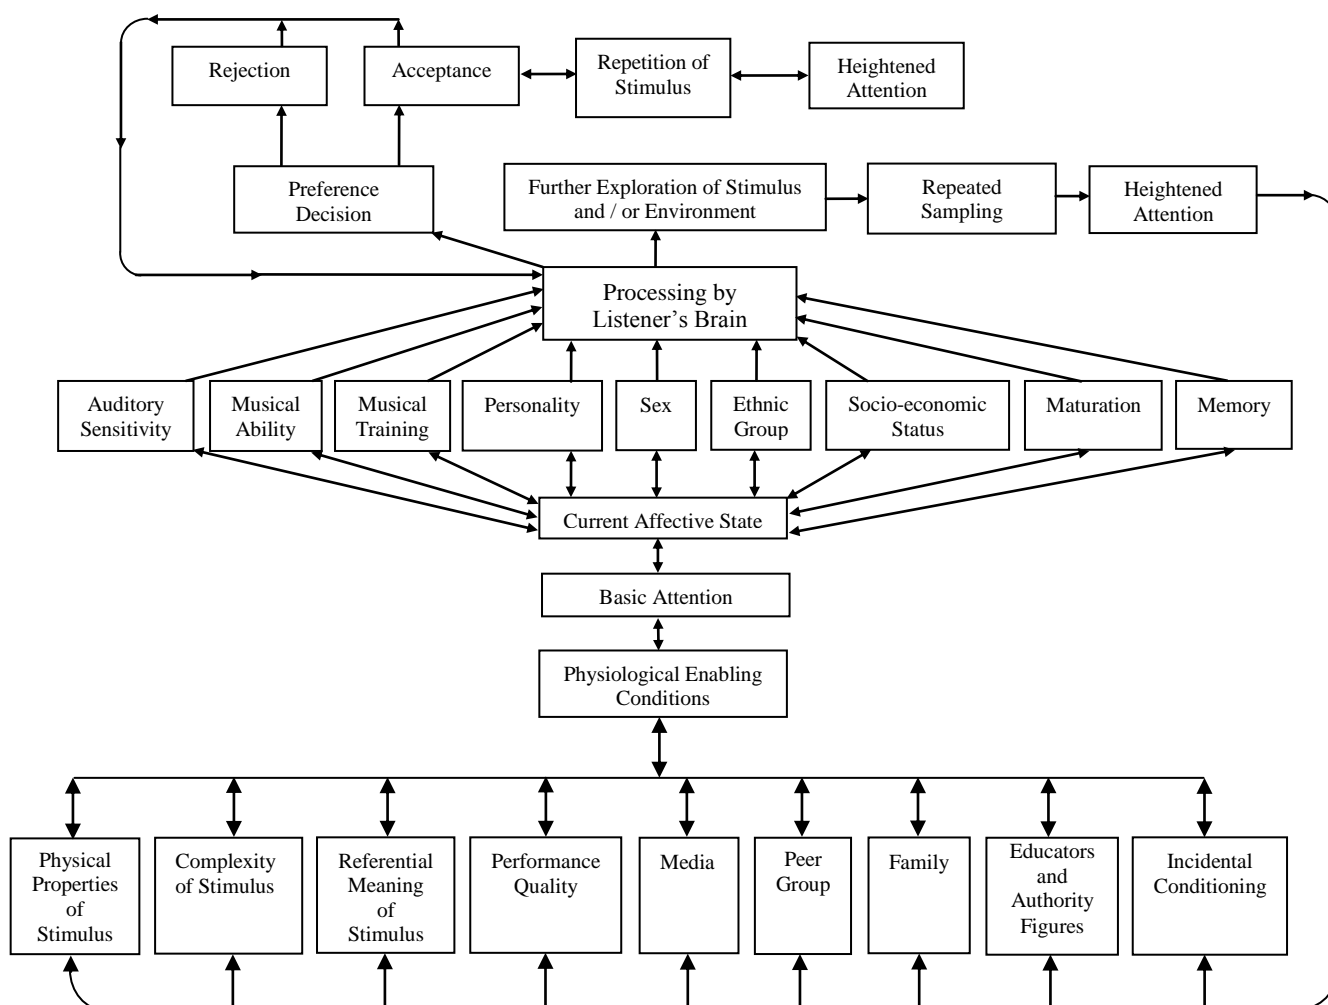 Rejection
Acceptance
Repetition of
Stimulus
Heightened
Attention
Preference
Decision
Further Exploration of Stimulus
and / or Environment
Repeated
Sampling
Heightened
Attention
Processing by
Listener’s Brain
Auditory
Sensitivity
Musical
Ability
Musical
Training
Personality
Sex
Ethnic
Group
Socio-economic
Status
Maturation
Memory
Current Affective State
Basic Attention
Physiological Enabling
Conditions
Physical
Properties
of
Stimulus
Complexity
of Stimulus
Referential
Meaning
of
Stimulus
Performance
Quality
Media
Peer
Group
Family
Educators
and
Authority
Figures
Incidental
Conditioning